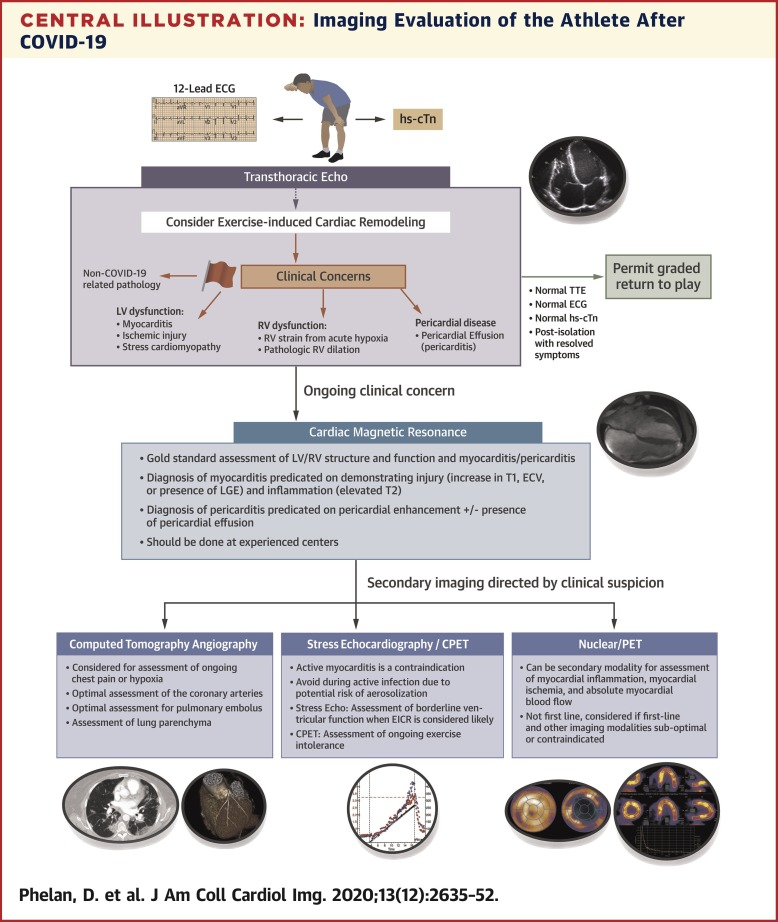 CENTRAL ILLUSTRATION: Imaging Evaluation of the Athlete After
COVID-19
12-Lead ECG
hs-cTn
Transthoracic Echo
Consider Exercise-induced Cardiac Remodeling
Non-COVID-19
related pathology
Clinical Concerns
LV dysfunction:
• Myocarditis
• Ischemic injury
• Stress cardiomyopathy
RV dysfunction:
• RV strain from acute hypoxia
• Pathologic RV dilation
Pericardial disease
• Pericardial Effusion
(pericarditis)
• Normal TTE
• Normal ECG
• Normal hs-cTn
• Post-isolation
with resolved
symptoms
Permit graded
return to play
Ongoing clinical concern
Cardiac Magnetic Resonance
• Gold standard assessment of LV/RV structure and function and myocarditis/pericarditis
• Diagnosis of myocarditis predicated on demonstrating injury (increase in T1, ECV,
or presence of LGE) and inflammation (elevated T2)
• Diagnosis of pericarditis predicated on pericardial enhancement +/- presence
of pericardial effusion
• Should be done at experienced centers
Secondary imaging directed by clinical suspicion
Computed Tomography Angiography
• Considered for assessment of ongoing
chest pain or hypoxia
• Optimal assessment of the coronary arteries
• Optimal assessment for pulmonary embolus
• Assessment of lung parenchyma
Stress Echocardiography / CPET
• Active myocarditis is a contraindication
• Avoid during active infection due to
potential risk of aerosolization
• Stress Echo: Assessment of borderline ven-
tricular function when EICR is considered likely
• CPET: Assessment of ongoing exercise
intolerance
Nuclear/PET
• Can be secondary modality for assessment
of myocardial inflammation, myocardial
ischemia, and absolute myocardial
blood flow
• Not first line, considered if first-line
and other imaging modalities sub-optimal
or contraindicated
Phelan, D. et al. J Am Coll Cardiol Img. 2020;13(12):2635-52.